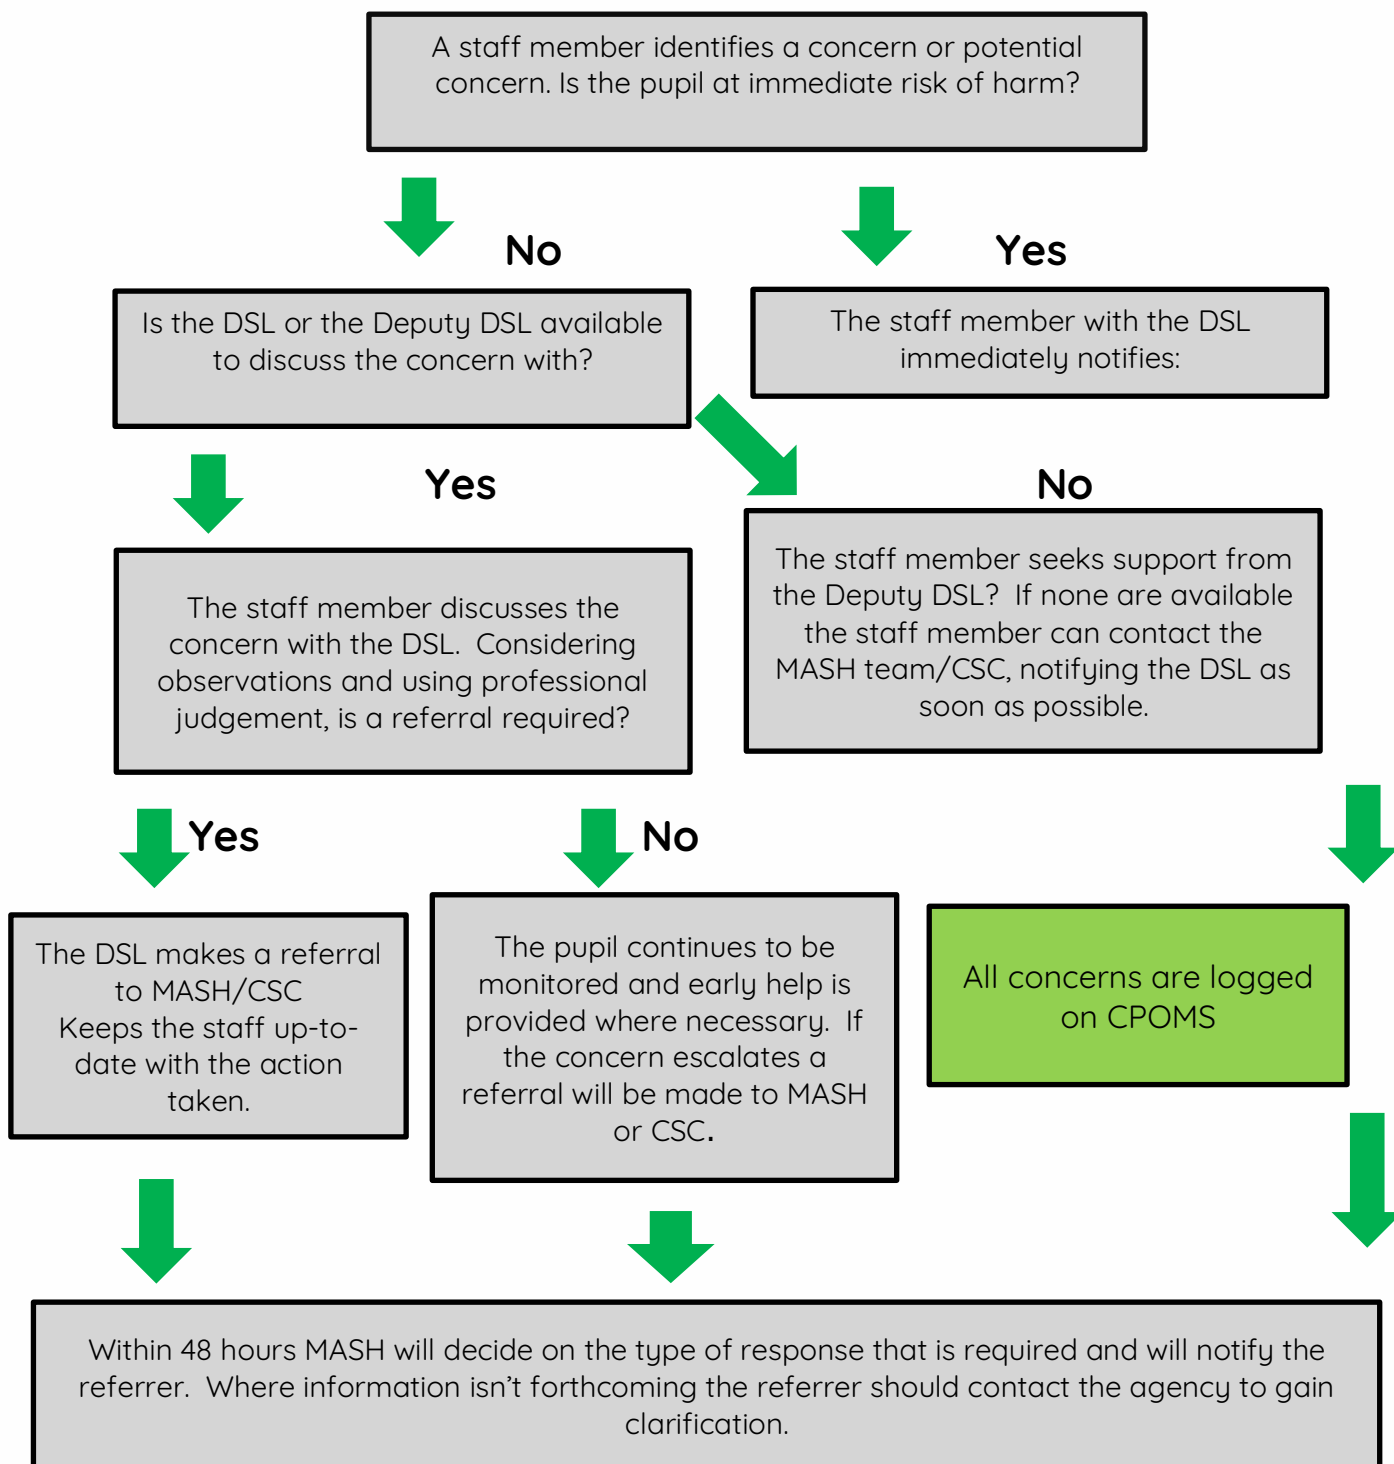 A staff member identifies a concern or potential
concern. Is the pupil at immediate risk of harm?
No
Yes
Is the DSL or the Deputy DSL available
to discuss the concern with?
The staff member with the DSL
immediately notifies:
Yes
No
The staff member discusses the
concern with the DSL.  Considering
observations and using professional
judgement, is a referral required?
The staff member seeks support from
the Deputy DSL?  If none are available
the staff member can contact the
MASH team/CSC, notifying the DSL as
soon as possible.
Yes
No
The DSL makes a referral
to MASH/CSC
Keeps the staff up-to-
date with the action
taken.
The pupil continues to be
monitored and early help is
provided where necessary.  If
the concern escalates a
referral will be made to MASH
or CSC.
All concerns are logged
on CPOMS
Within 48 hours MASH will decide on the type of response that is required and will notify the
referrer.  Where information isn’t forthcoming the referrer should contact the agency to gain
clarification.